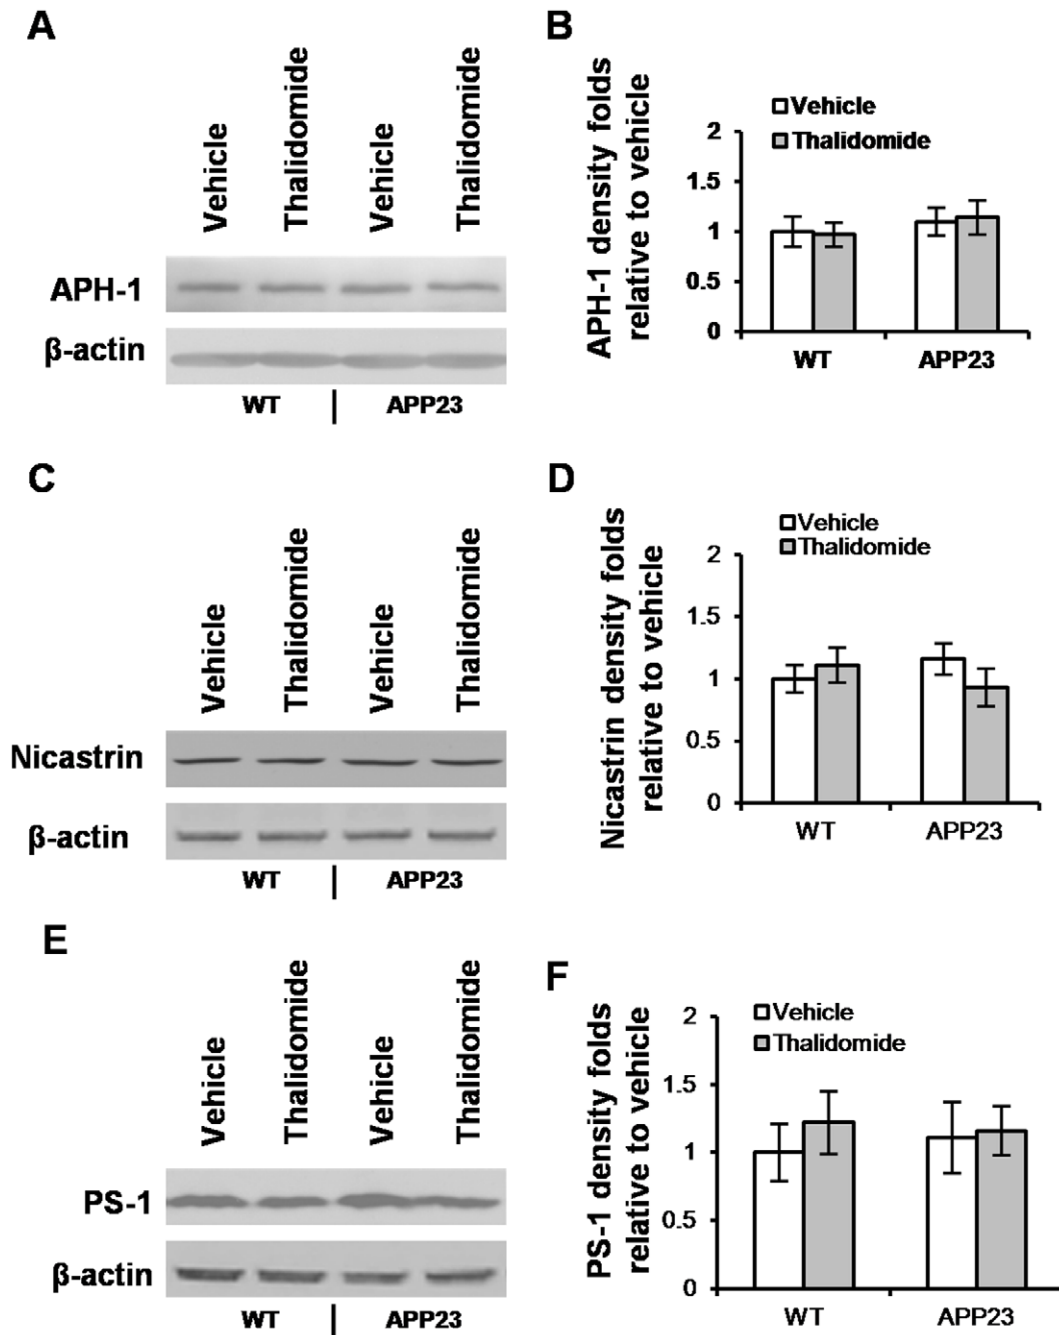 A
Vehicle
Thalidomide
Vehicle
Thalidomide
APH-1
β-actin
WT | APP23
B
APH-1 density folds
relative to vehicle
Vehicle
Thalidomide
2
1.5
1
0.5
0
WT
APP23
C
Vehicle
Thalidomide
Vehicle
Thalidomide
Nicastrin
β-actin
WT | APP23
D
Nicastrin density folds
relative to vehicle
Vehicle
Thalidomide
2
1.5
1
0.5
0
WT
APP23
E
Vehicle
Thalidomide
Vehicle
Thalidomide
PS-1
β-actin
WT | APP23
F
PS-1 density folds
relative to vehicle
Vehicle
Thalidomide
2
1.5
1
0.5
0
WT
APP23